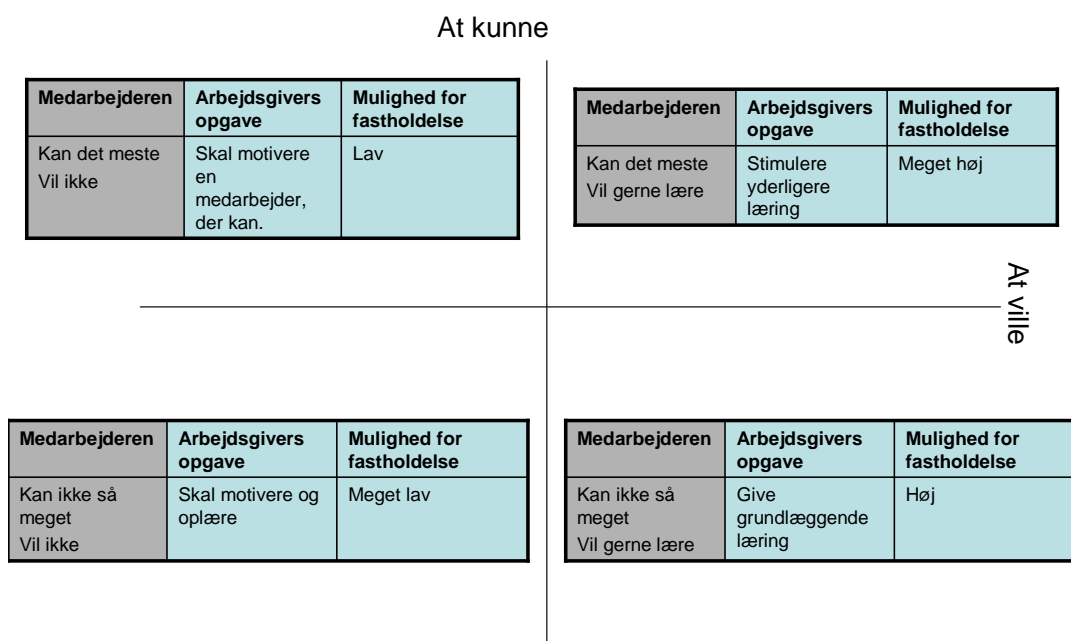 At kunne
Medarbejderen
Arbejdsgivers
opgave
Mulighed for
fastholdelse
Kan det meste
Vil ikke
Skal motivere
en
medarbejder,
der kan.
Lav
Medarbejderen
Arbejdsgivers
opgave
Mulighed for
fastholdelse
Kan det meste
Vil gerne lære
Stimulere
yderligere
læring
Meget høj
At ville
Medarbejderen
Arbejdsgivers
opgave
Mulighed for
fastholdelse
Kan ikke så
meget
Vil ikke
Skal motivere og
oplære
Meget lav
Medarbejderen
Arbejdsgivers
opgave
Mulighed for
fastholdelse
Kan ikke så
meget
Vil gerne lære
Give
grundlæggende
læring
Høj